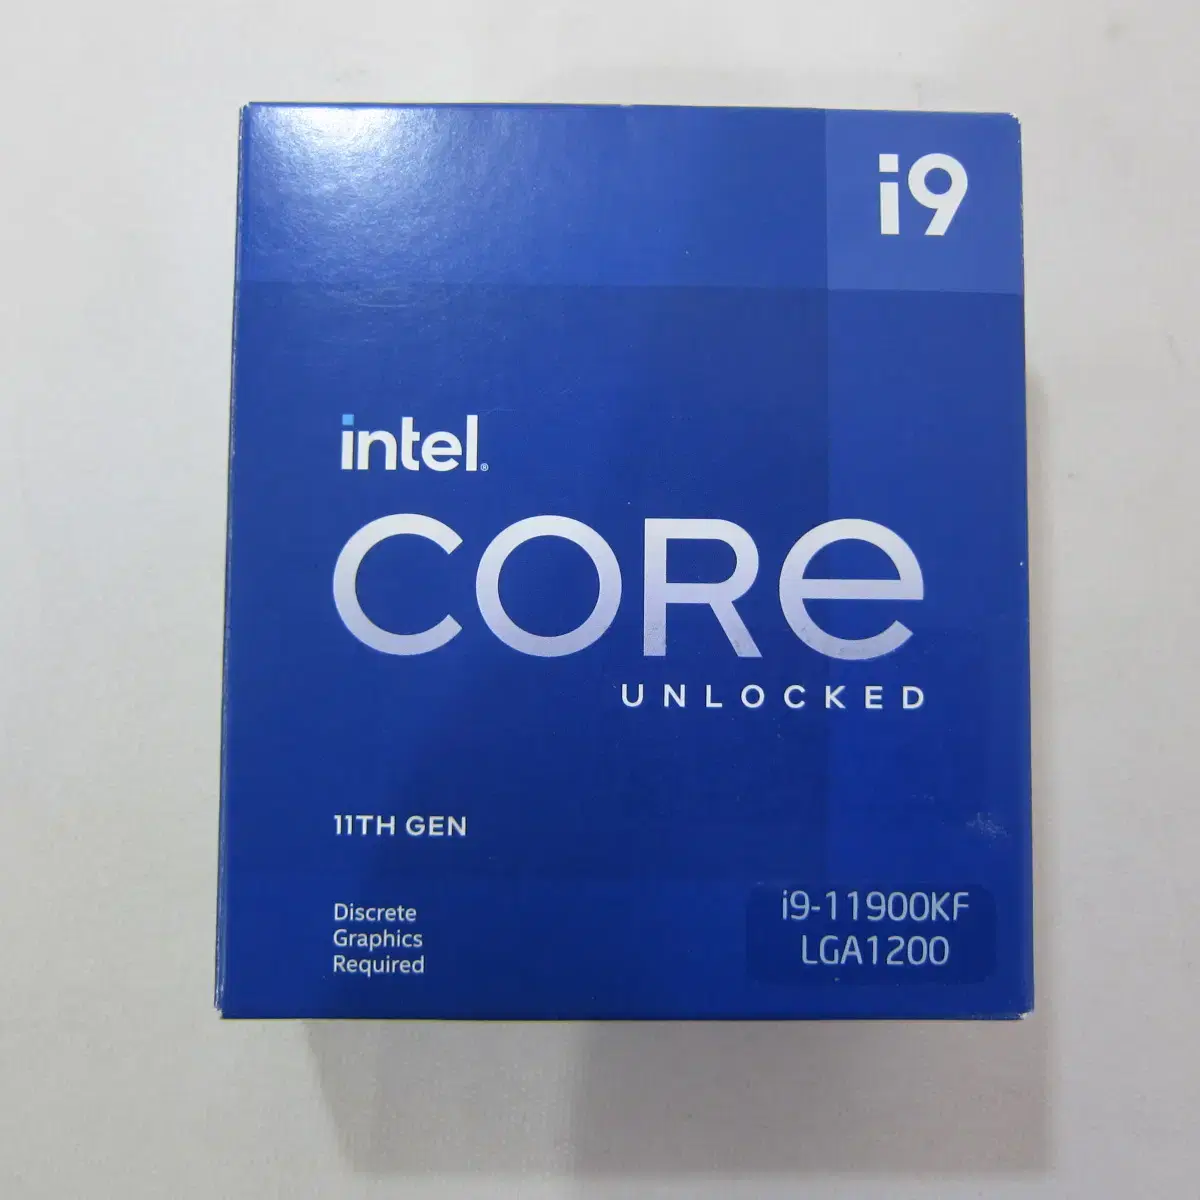 i9
intel®
CORe
UNLOCKED
11TH GEN
Discrete
Graphics
Required
i9-11900KF
LGA1200